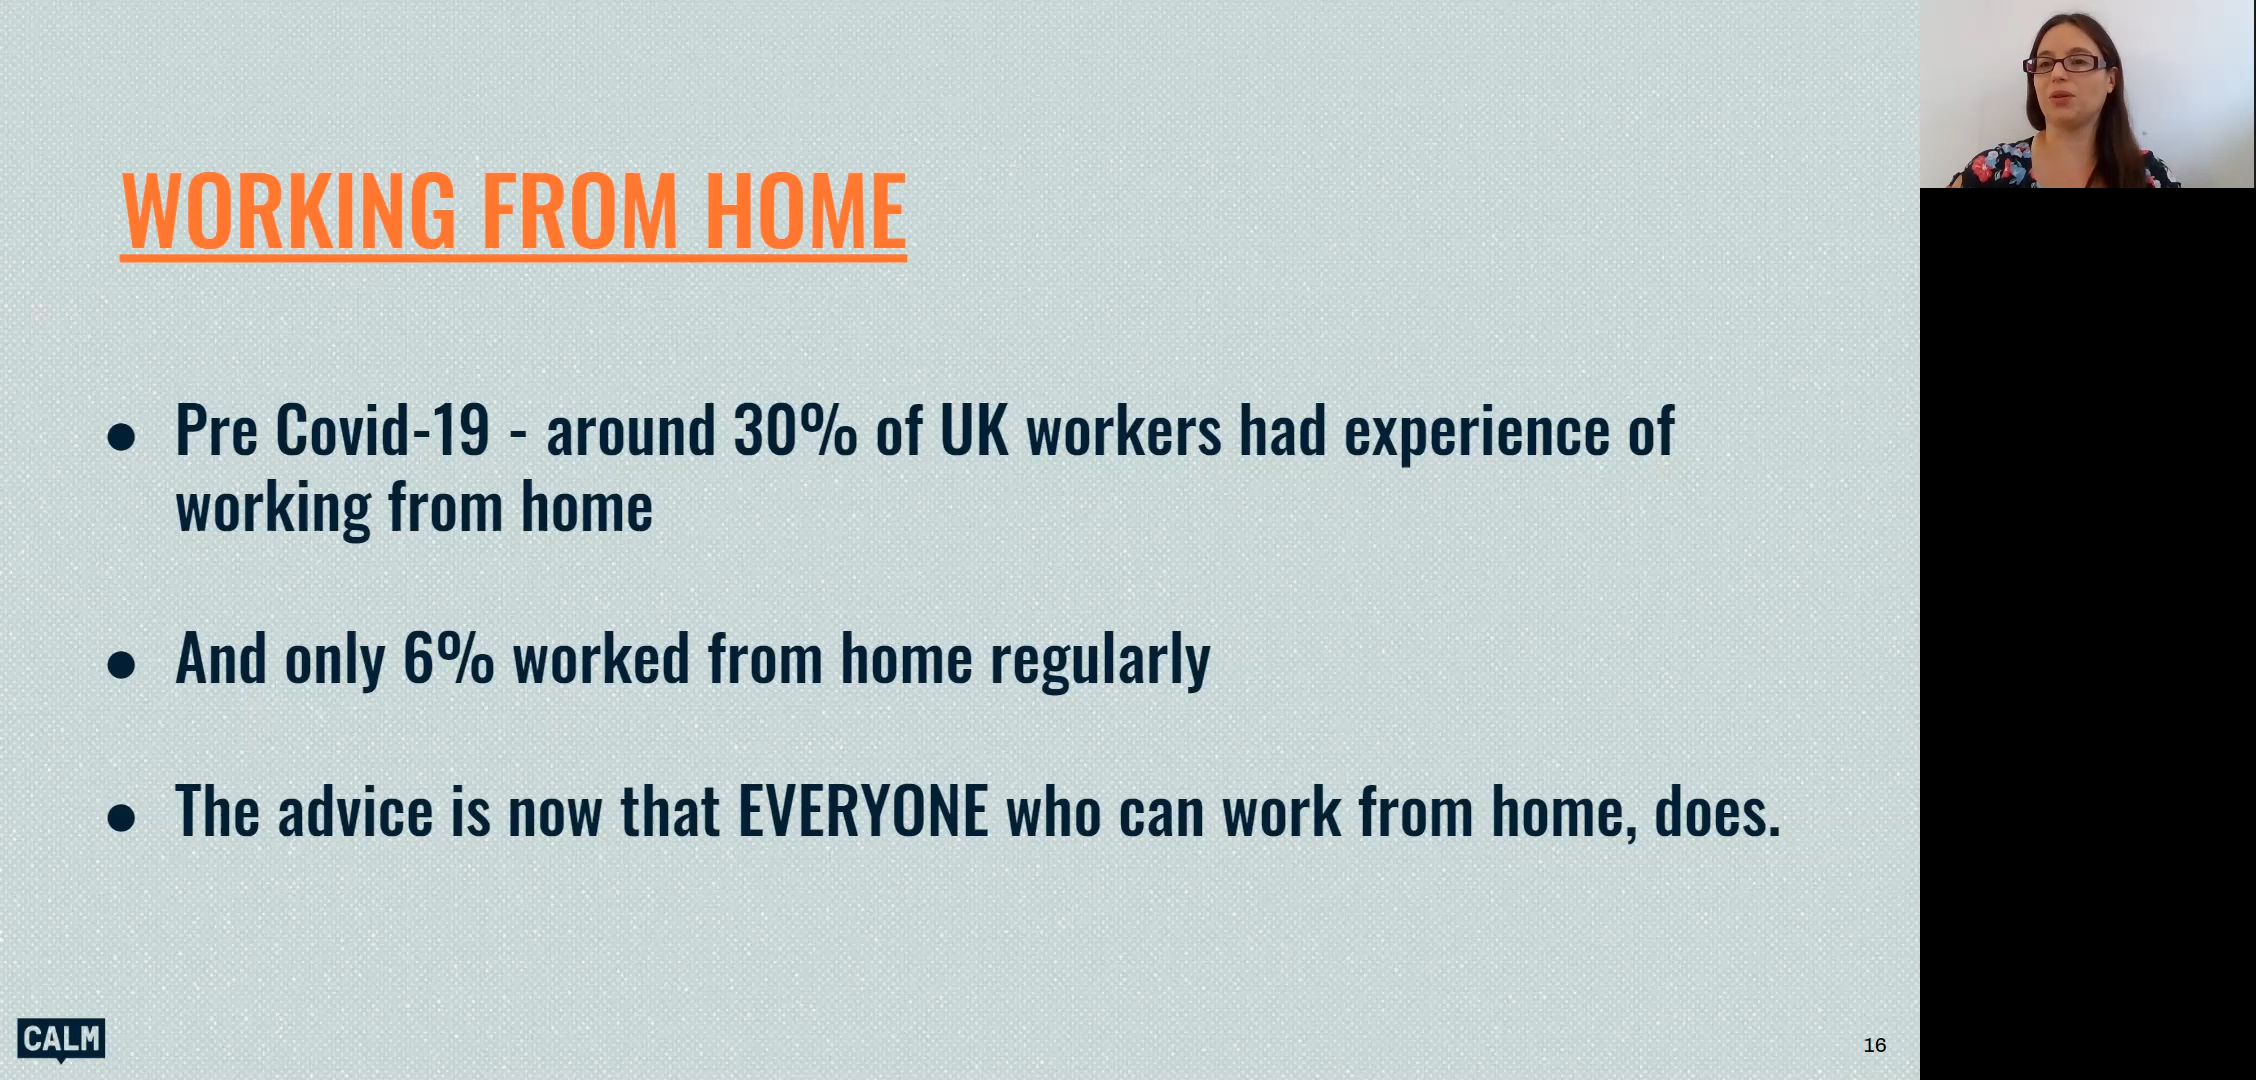 WORKING FROM HOME
● Pre Covid-19 - around 30% of UK workers had experience of
working from home
● And only 6% worked from home regularly
● The advice is now that EVERYONE who can work from home, does.
CALM
16